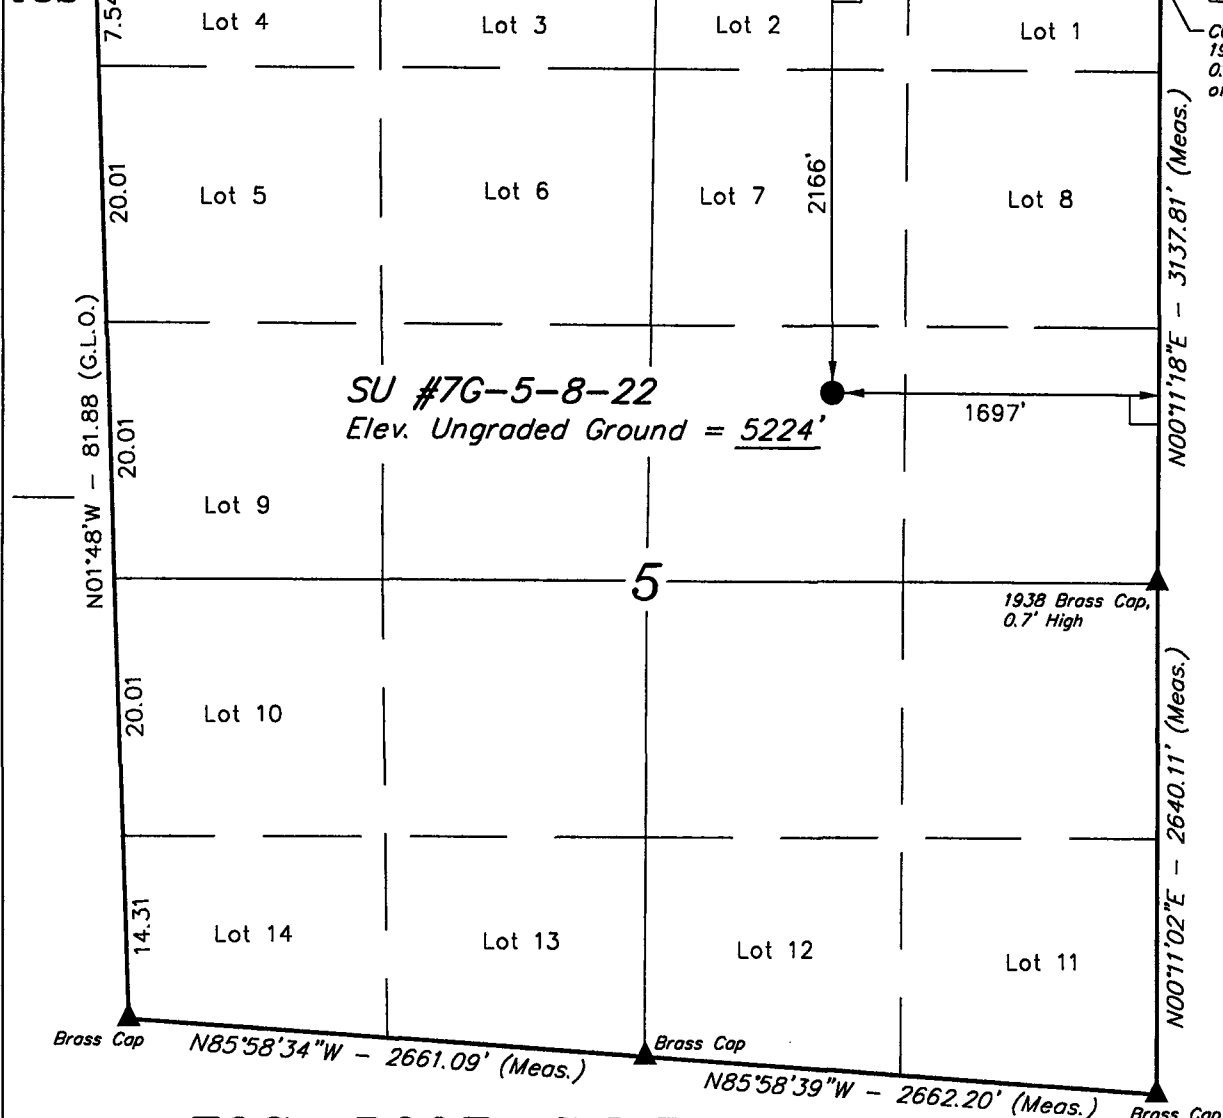 7.54
Lot 4
Lot 3
Lot 2
Lot 1
20.01
Lot 5
Lot 6
Lot 7
2166'
Lot 8
N00°11'18"E - 3137.81' (Meas.)
N01°48'W - 81.88 (G.L.O.)
SU #7G-5-8-22
Elev. Ungraded Ground = 5224'
1697'
20.01
Lot 9
5
1938 Brass Cap,
0.7' High
20.01
Lot 10
N00°11'02"E - 2640.11' (Meas.)
14.31
Lot 14
Lot 13
Lot 12
Lot 11
Brass Cap
N85°58'34"W - 2661.09' (Meas.)
Brass Cap
N85°58'39"W - 2662.20' (Meas.)
Brass Cap